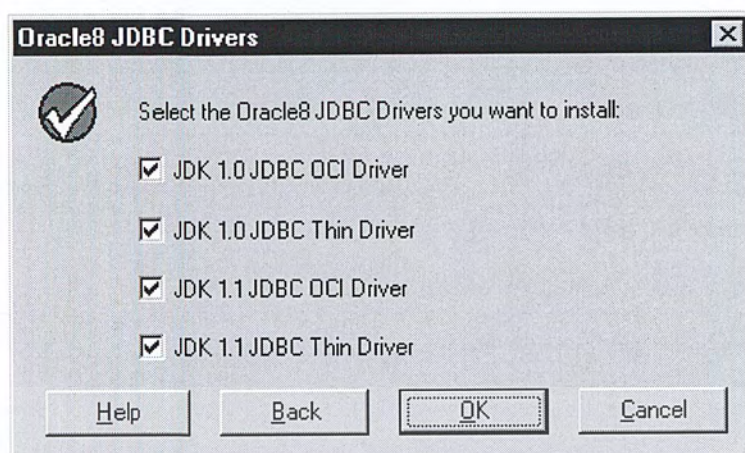 Oracle8 JDBC Drivers
Select the Oracle8 JDBC Drivers you want to install:
JDK 1.0 JDBC OCI Driver
JDK 1.0 JDBC Thin Driver
JDK 1.1 JDBC OCI Driver
JDK 1.1 JDBC Thin Driver
Help Back OK Cancel